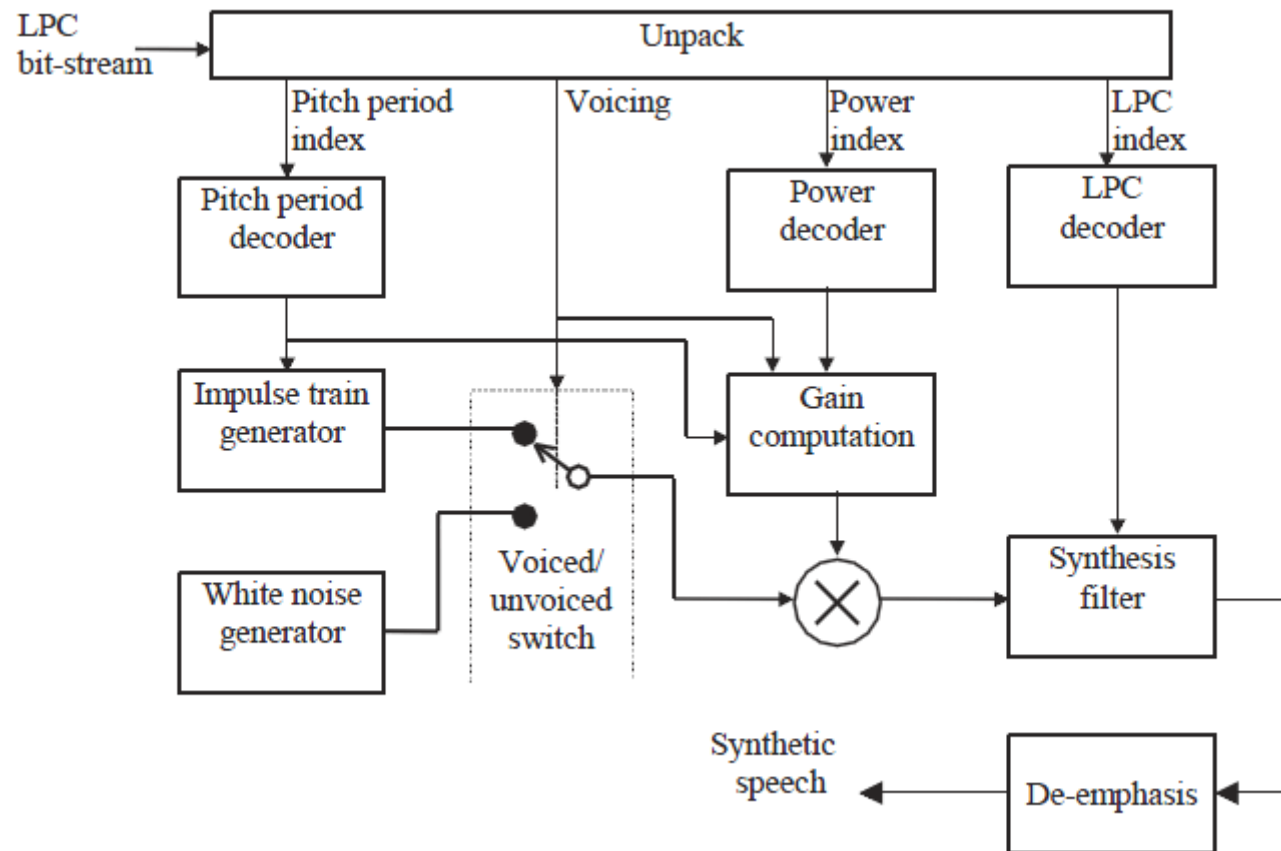 LPC
bit-stream
Unpack
Pitch period
index
Voicing
Power
index
LPC
index
Pitch period
decoder
Power
decoder
LPC
decoder
Impulse train
generator
Gain
computation
White noise
generator
Voiced/
unvoiced
switch
Synthesis
filter
Synthetic
speech
De-emphasis